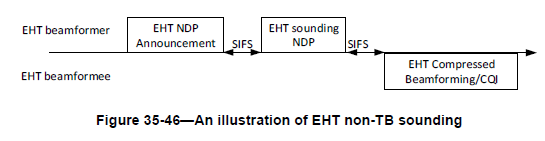 EHT beamformer
EHT NDP
Announcement
SIFS
EHT sounding
NDP
SIFS
EHT beamformee
EHT Compressed
Beamforming/CQI
Figure 35-46—An illustration of EHT non-TB sounding